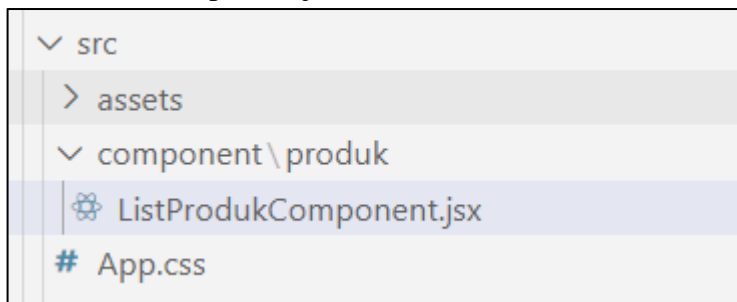 src
assets
component\produk
ListProdukComponent.jsx
# App.css